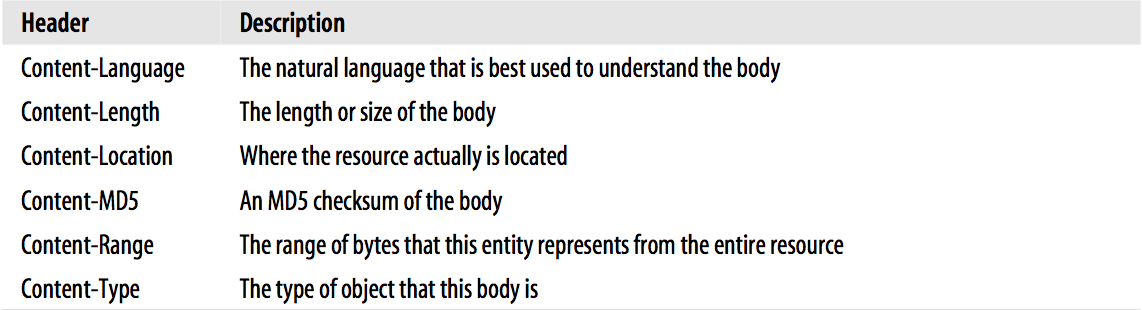 Header Description
Content-Language The natural language that is best used to understand the body
Content-Length The length or size of the body
Content-Location Where the resource actually is located
Content-MD5 An MD5 checksum of the body
Content-Range The range of bytes that this entity represents from the entire resource
Content-Type The type of object that this body is